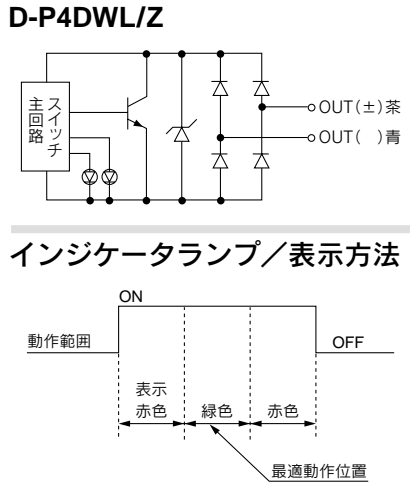 D-P4DWL/Z
スイッチ
主回路
OUT(±)茶
OUT( )青
インジケータランプ／表示方法
ON
動作範囲
OFF
表示
赤色
緑色
赤色
最適動作位置